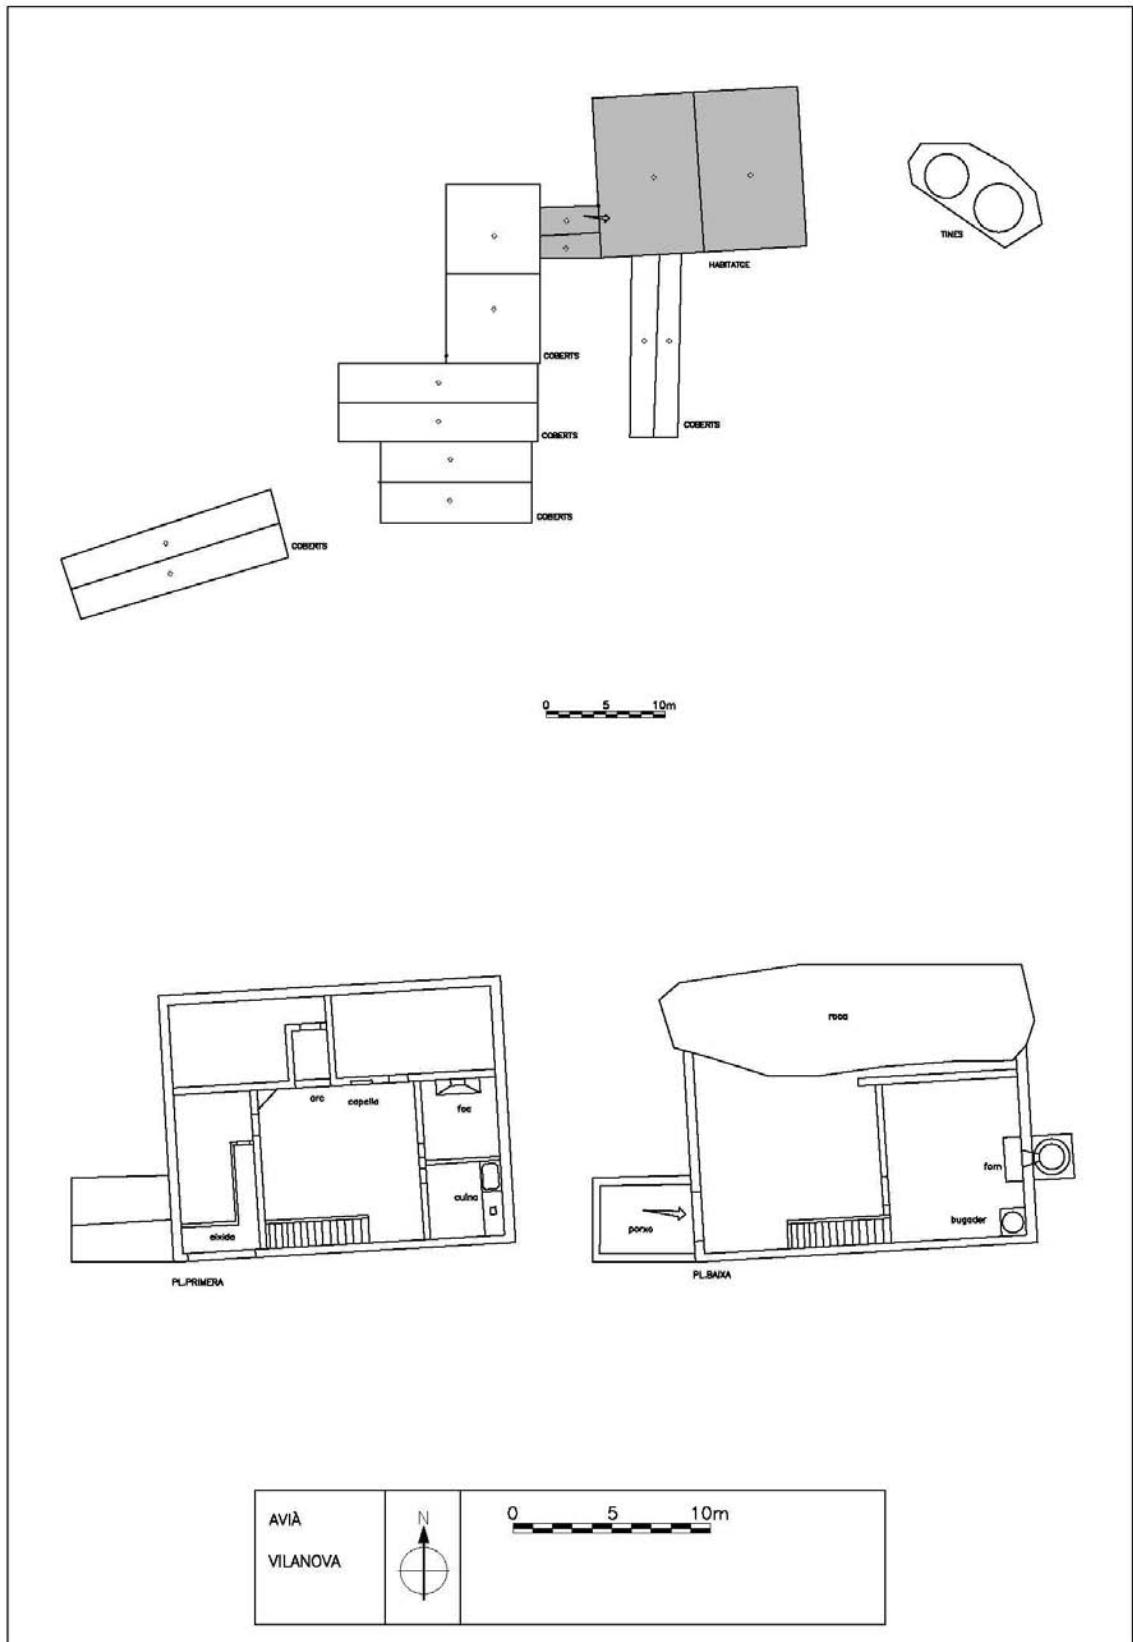 TINES
HABITATGE
COBERTS
COBERTS
COBERTS
COBERTS
COBERTS
0 5 10m
roca
arc capella
foc
forn
cuina
eixida
porxo
bugader
PL.PRIMERA
PL.BAIXA
AVIÀ
VILANOVA
N
0 5 10m